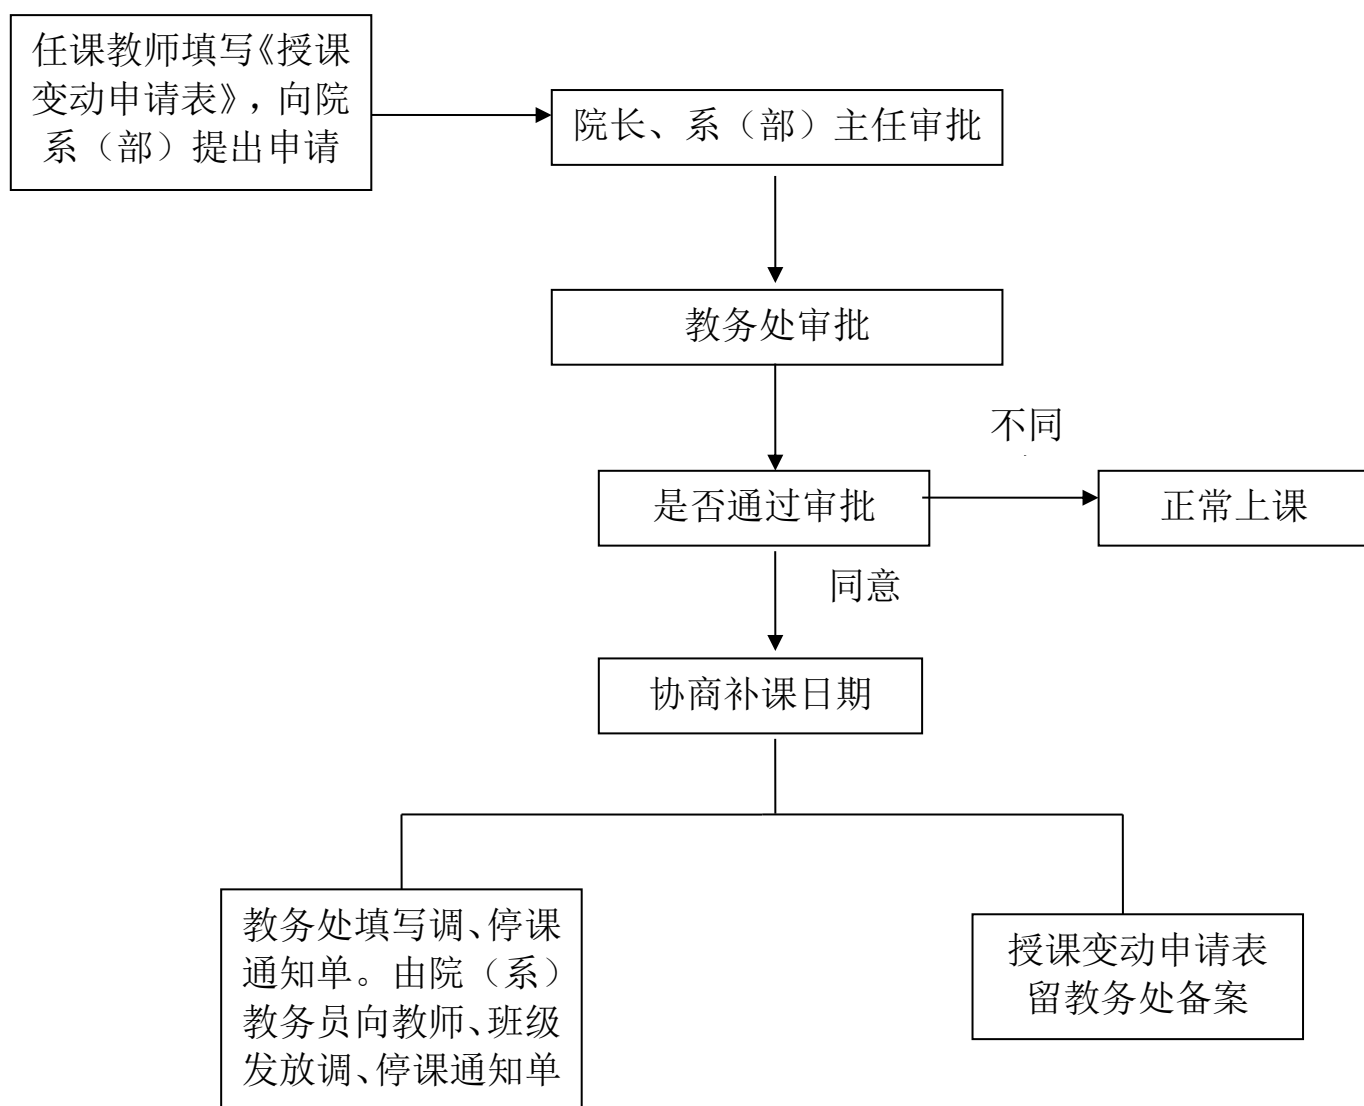 任课教师填写《授课
变动申请表》，向院
系（部）提出申请
院长、系（部）主任审批
教务处审批
不同
是否通过审批
正常上课
同意
协商补课日期
教务处填写调、停课
通知单。由院（系）
教务员向教师、班级
发放调、停课通知单
授课变动申请表
留教务处备案